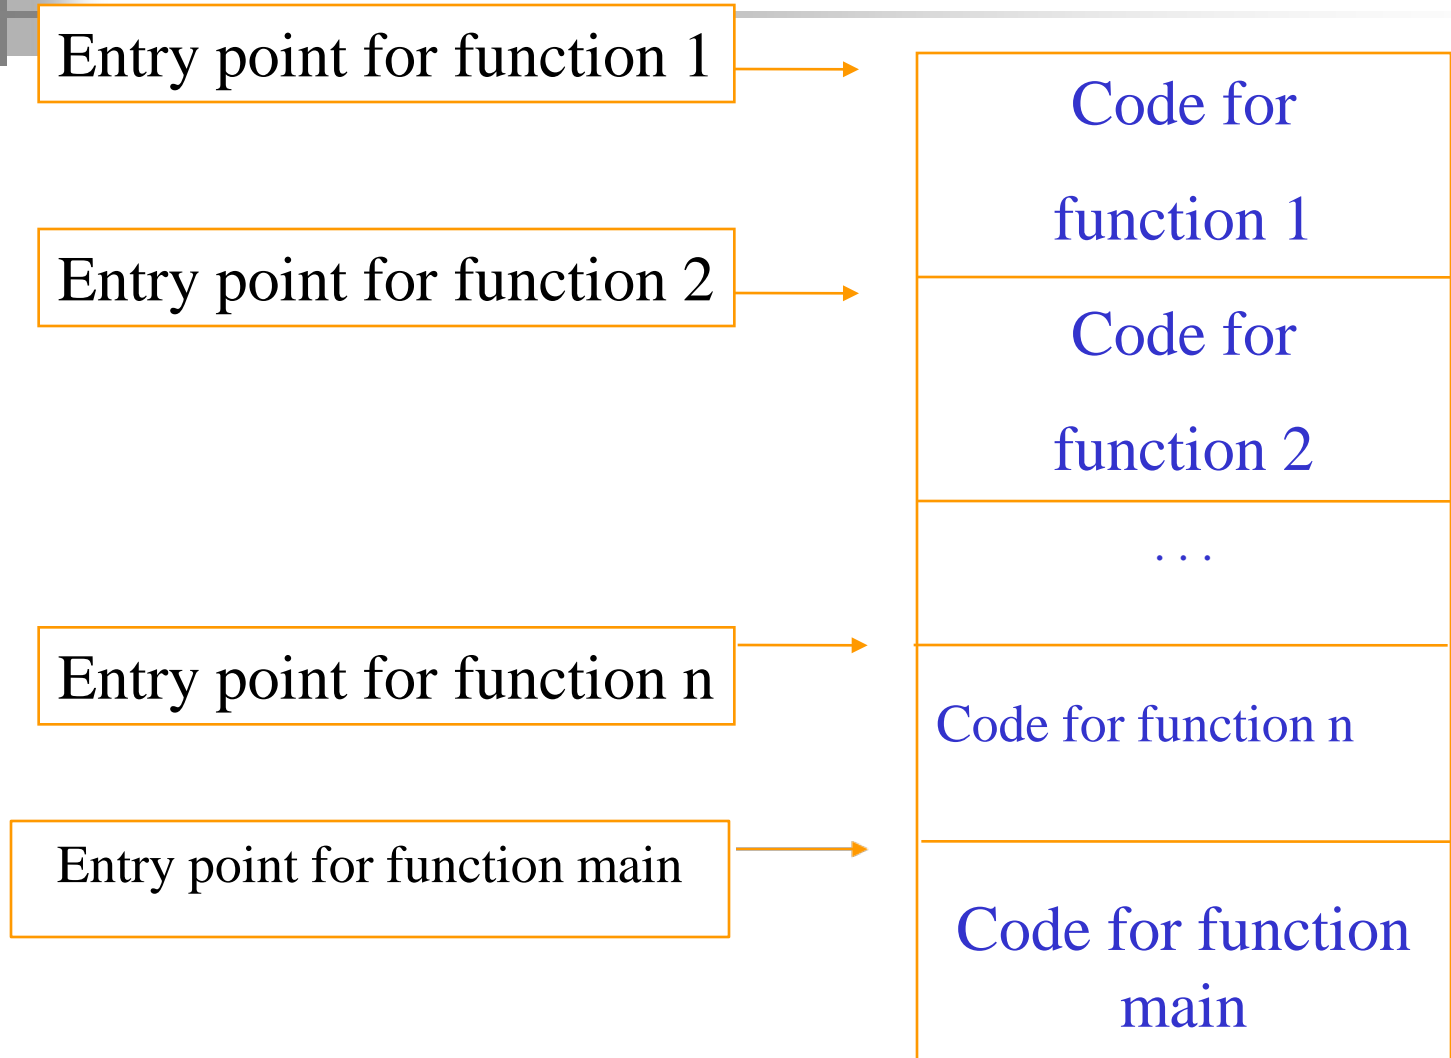 Entry point for function 1
Code for
function 1
Entry point for function 2
Code for
function 2
. . .
Entry point for function n
Code for function n
Entry point for function main
Code for function
main